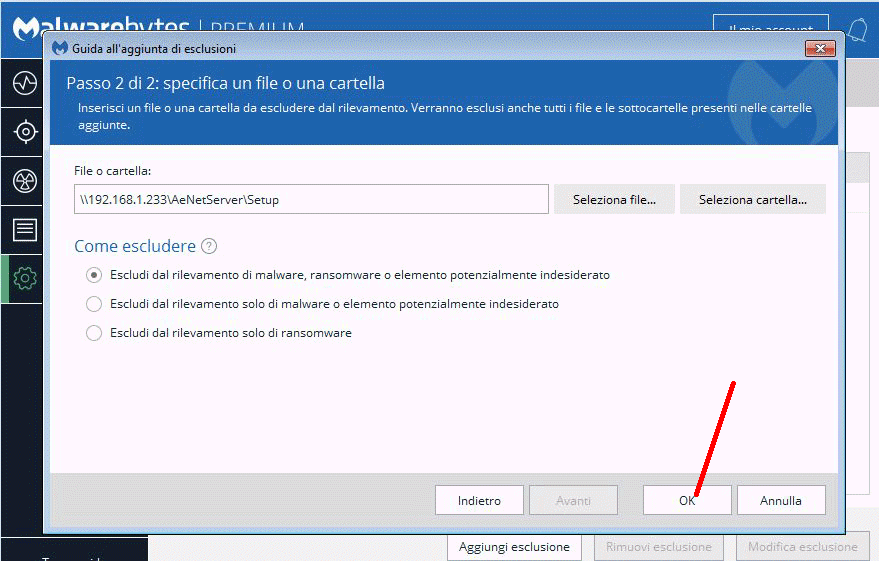 Malwarebytes | PREMIUM
Il mio account
Guida all'aggiunta di esclusioni
Passo 2 di 2: specifica un file o una cartella
Inserisci un file o una cartella da escludere dal rilevamento. Verranno esclusi anche tutti i file e le sottocartelle presenti nelle cartelle
aggiunte.
File o cartella:
\\192.168.1.233\AeNetServer\Setup
Seleziona file...
Seleziona cartella...
Come escludere ?
Escludi dal rilevamento di malware, ransomware o elemento potenzialmente indesiderato
Escludi dal rilevamento solo di malware o elemento potenzialmente indesiderato
Escludi dal rilevamento solo di ransomware
Indietro
Avanti
OK
Annulla
Aggiungi esclusione
Rimuovi esclusione
Modifica esclusione